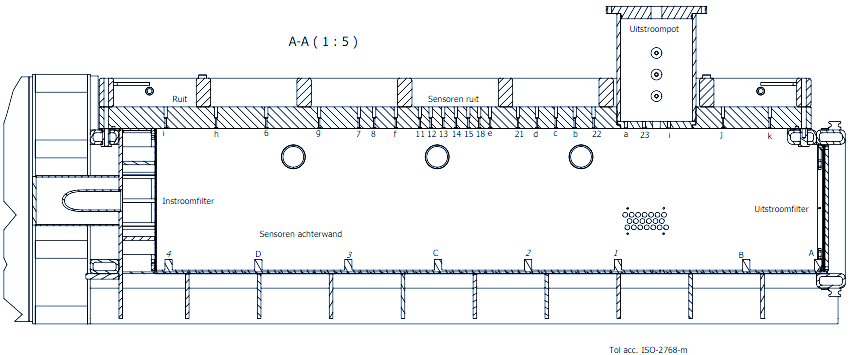 A-A ( 1 : 5 )
Uitstroompot
Ruit
Sensoren ruit
i h 6 g 7 8 f 11 12 13 14 15 18 e 21 d c b 22 a 23 i J k
Instroomfilter
Uitstroomfilter
Sensoren achterwand
4 D 3 C 2 1 B A
Tol acc. ISO-2768-m